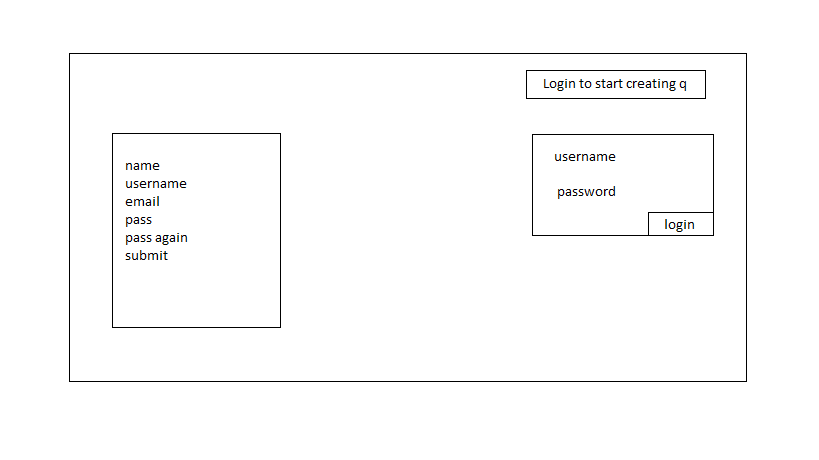 Login to start creating q
name
username
email
pass
pass again
submit
username
password
login